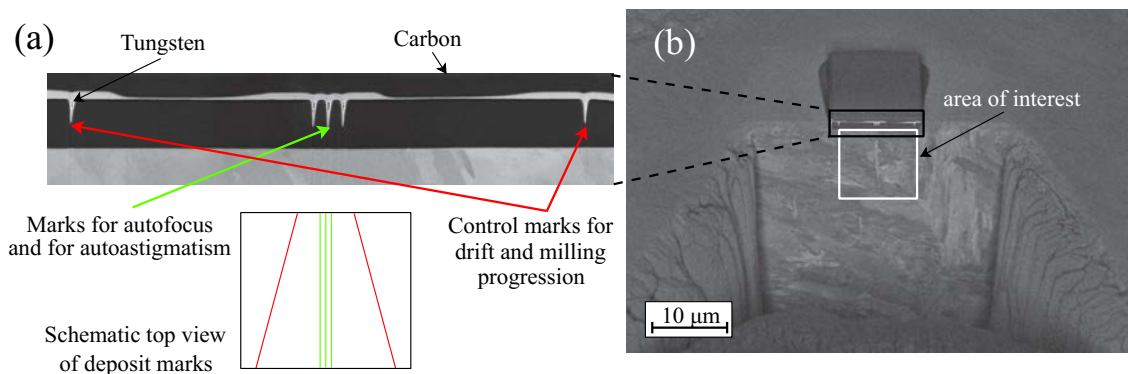 (a)
Tungsten
Carbon
Marks for autofocus
and for autoastigmatism
Control marks for
drift and milling
progression
Schematic top view
of deposit marks
(b)
area of interest
10 μm